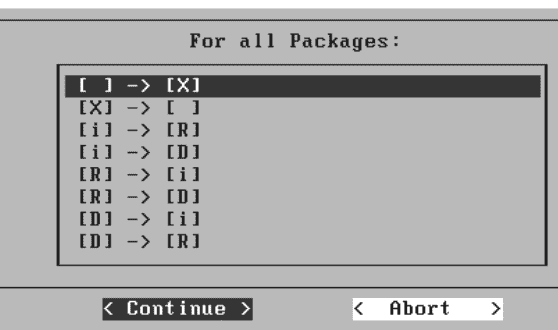 For all Packages:
[ ] -> [X]
[X] -> [ ]
[i] -> [R]
[i] -> [D]
[R] -> [i]
[R] -> [D]
[D] -> [i]
[D] -> [R]
< Continue > < Abort >